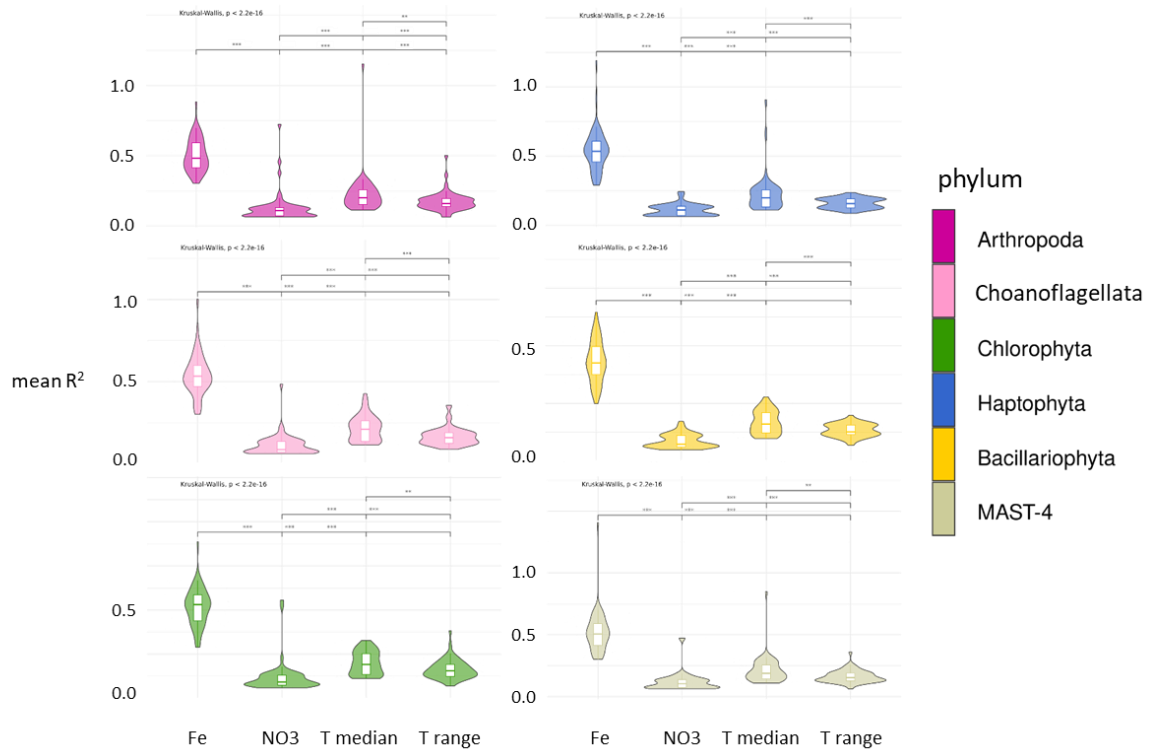 Kruskal-Wallis, p < 2.2e-16
Kruskal-Wallis, p < 2.2e-16
** ***
*** *** *** ***
*** *** *** *** *** ***
1.0 1.0
0.5 0.5
0.0 0.0
phylum
Arthropoda
Choanoflagellata
Chlorophyta
Haptophyta
Bacillariophyta
MAST-4
Kruskal-Wallis, p < 2.2e-16
Kruskal-Wallis, p < 2.2e-16
*** ***
*** *** *** ***
*** *** *** *** *** ***
1.0
0.5 0.5
0.0 0.0
mean R²
Kruskal-Wallis, p < 2.2e-16
Kruskal-Wallis, p < 2.2e-16
** **
*** *** *** ***
*** *** *** *** *** ***
1.0
0.5 0.5
0.0 0.0
Fe NO3 T median T range
Fe NO3 T median T range